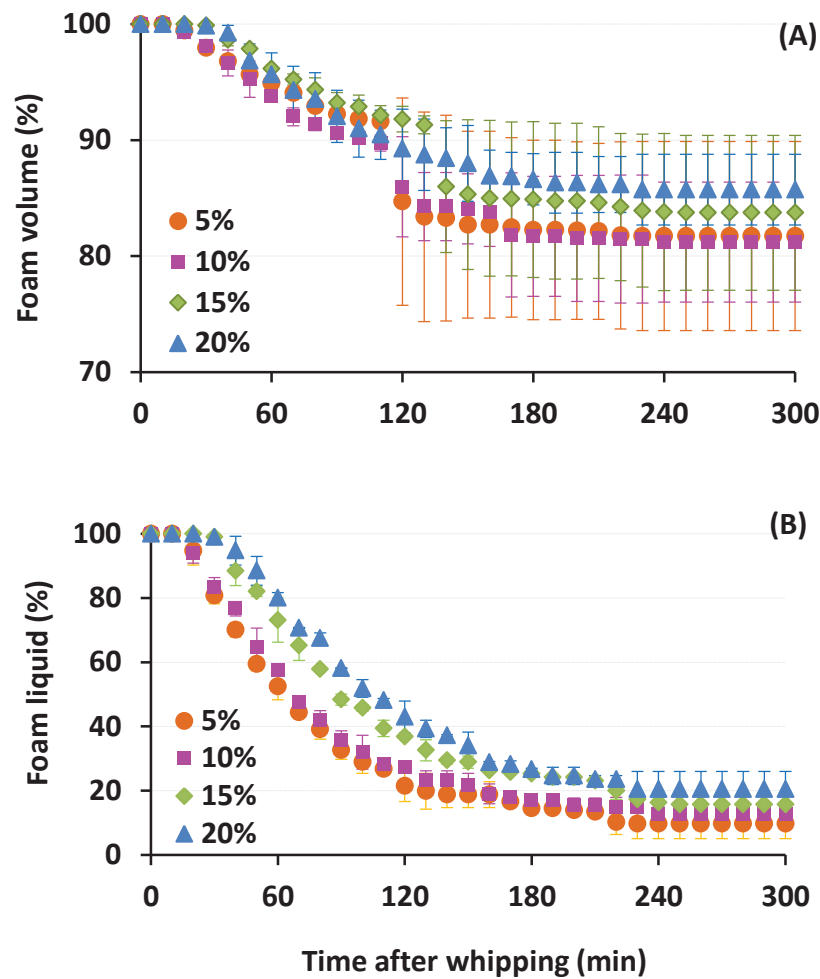 (A)
100
90
80
70
Foam volume (%)
5%
10%
15%
20%
0 60 120 180 240 300
(B)
100
80
60
40
20
0
Foam liquid (%)
5%
10%
15%
20%
0 60 120 180 240 300
Time after whipping (min)